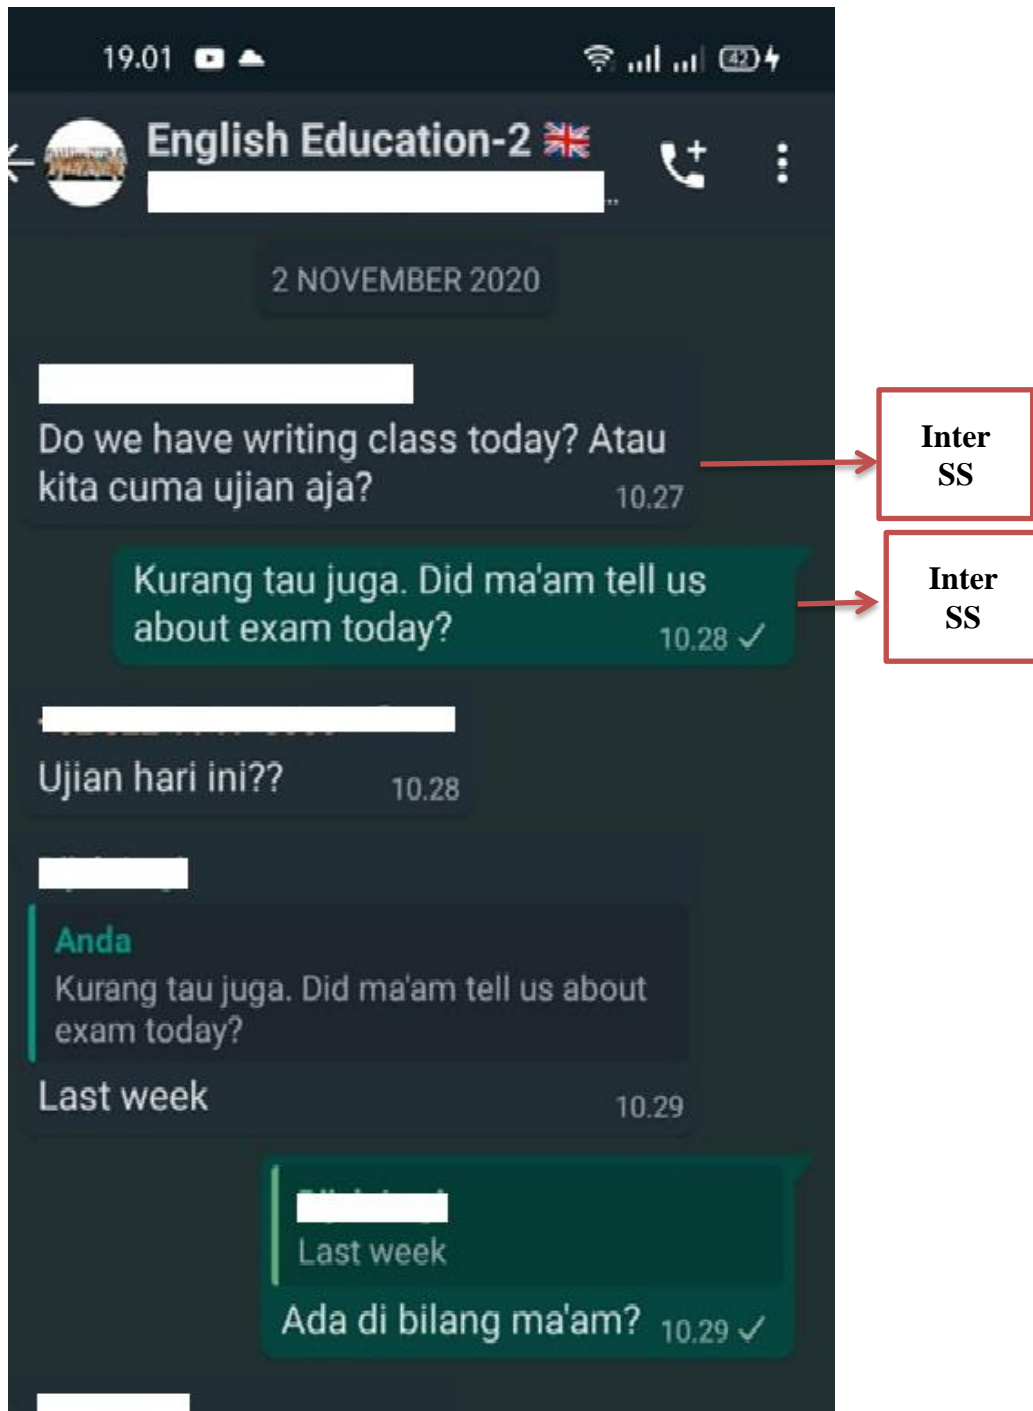 19.01
42
English Education-2
2 NOVEMBER 2020
Do we have writing class today? Atau
kita cuma ujian aja?
10.27
Inter
SS
Kurang tau juga. Did ma'am tell us
about exam today?
10.28
Inter
SS
Ujian hari ini??
10.28
Anda
Kurang tau juga. Did ma'am tell us about
exam today?
Last week
10.29
Last week
Ada di bilang ma'am?
10.29